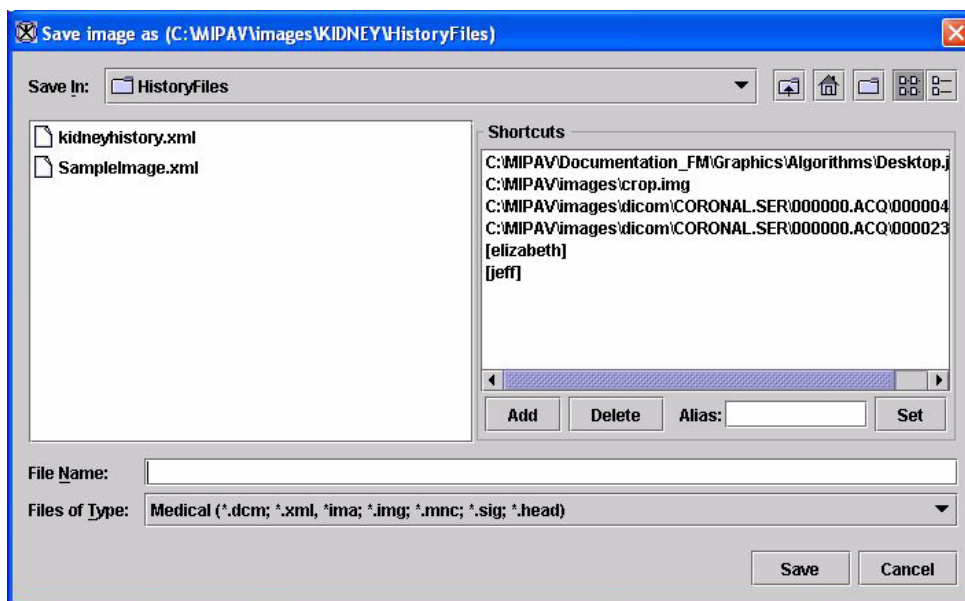 Save image as (C:\MIPAV\images\KIDNEY\HistoryFiles)
Save In: HistoryFiles
kidneyhistory.xml
SampleImage.xml
Shortcuts
C:\MIPAV\Documentation_FM\Graphics\Algorithms\Desktop.j
C:\MIPAV\images\crop.img
C:\MIPAV\images\dicom\CORONAL.SER\000000.ACQ\000004
C:\MIPAV\images\dicom\CORONAL.SER\000000.ACQ\000023
[elizabeth]
[jeff]
Add Delete Alias: Set
File Name:
Files of Type: Medical (*.dcm; *.xml, *ima; *.img; *.mnc; *.sig; *.head)
Save Cancel